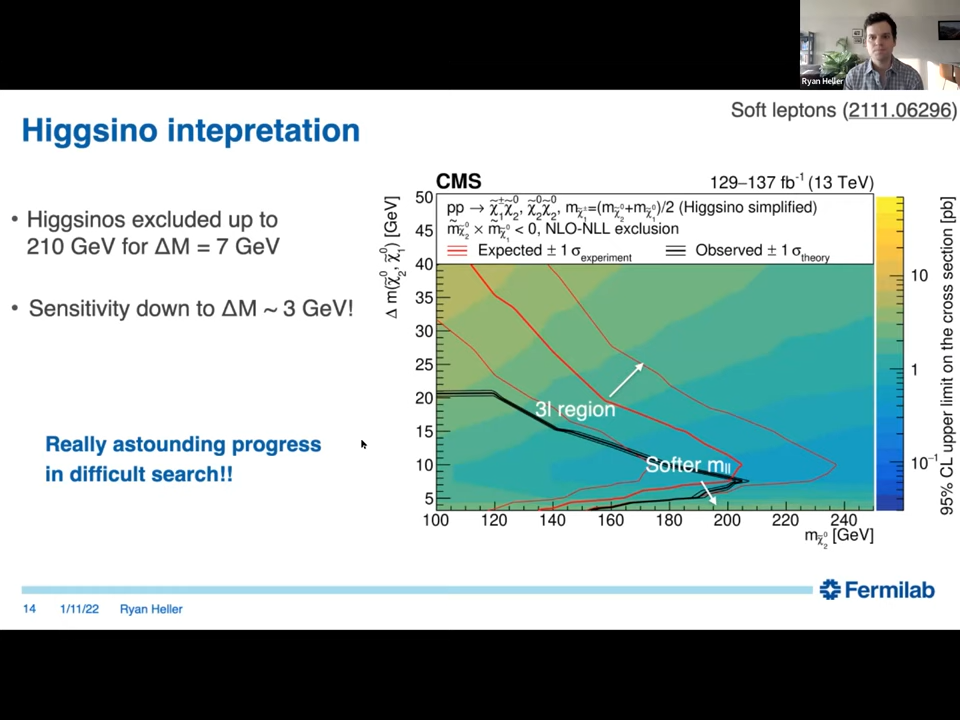 Ryan Heller
Soft leptons (2111.06296)
Higgsino intepretation
• Higgsinos excluded up to
210 GeV for ΔM = 7 GeV
• Sensitivity down to ΔM ~ 3 GeV!
Really astounding progress
in difficult search!!
CMS
129–137 fb⁻¹ (13 TeV)
pp → χ̃₁±χ̃₂⁰, χ̃₂⁰χ̃₁⁰, m_χ̃₁± =(m_χ̃₂⁰+m_χ̃₁⁰)/2 (Higgsino simplified)
m̃_χ̃₂⁰ × m̃_χ̃₁⁰ < 0, NLO-NLL exclusion
Expected ± 1 σ_experiment
Observed ± 1 σ_theory
Δ m(χ̃₂⁰, χ̃₁⁰) [GeV]
50
45
40
35
30
25
20
15
10
5
3l region
Softer m_ll
100 120 140 160 180 200 220 240
m_χ̃₂⁰ [GeV]
10
1
10⁻¹
95% CL upper limit on the cross section [pb]
14 1/11/22 Ryan Heller
Fermilab